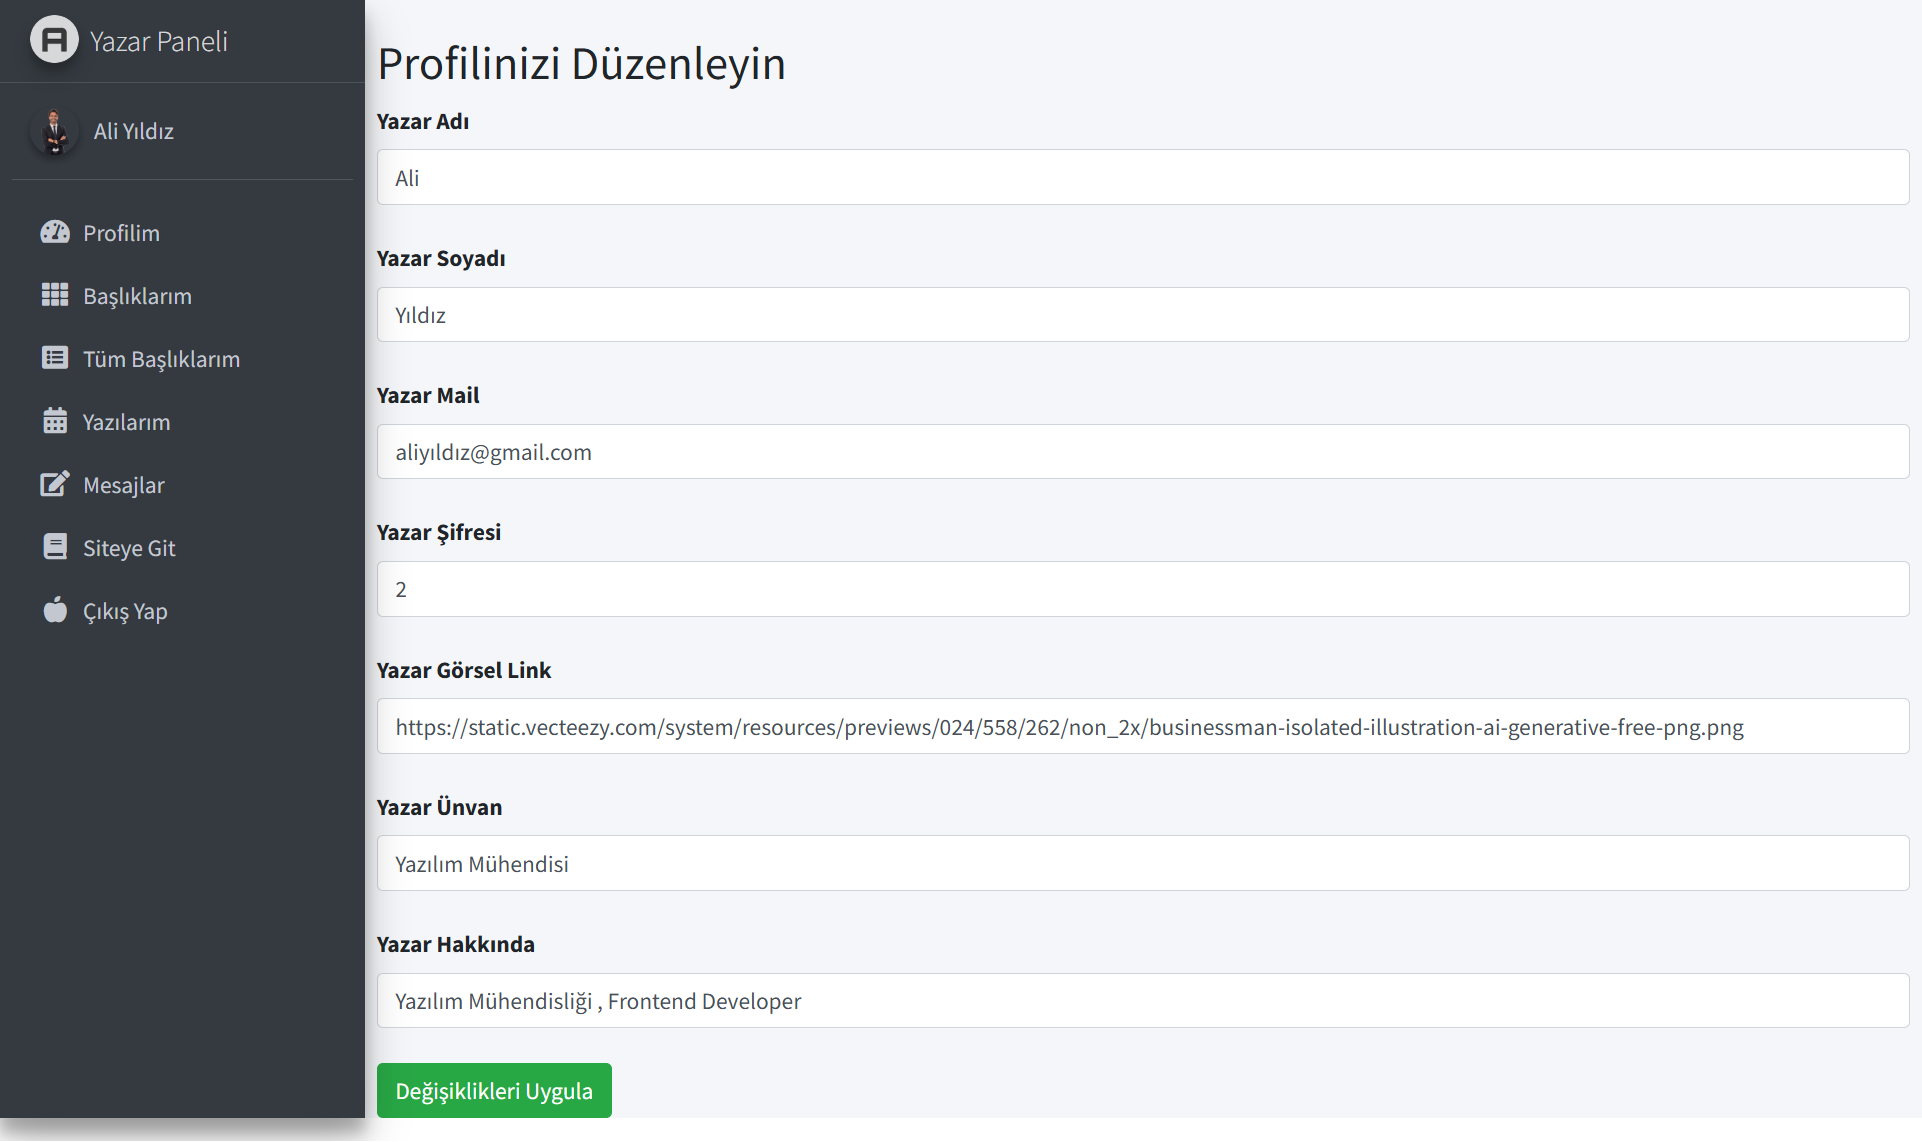 Yazar Paneli
Ali Yıldız
Profilim
Başlıklarım
Tüm Başlıklarım
Yazılarım
Mesajlar
Siteye Git
Çıkış Yap
Profilinizi Düzenleyin
Yazar Adı
Ali
Yazar Soyadı
Yıldız
Yazar Mail
aliyıldız@gmail.com
Yazar Şifresi
2
Yazar Görsel Link
https://static.vecteezy.com/system/resources/previews/024/558/262/non_2x/businessman-isolated-illustration-ai-generative-free-png.png
Yazar Ünvan
Yazılım Mühendisi
Yazar Hakkında
Yazılım Mühendisliği , Frontend Developer
Değişiklikleri Uygula